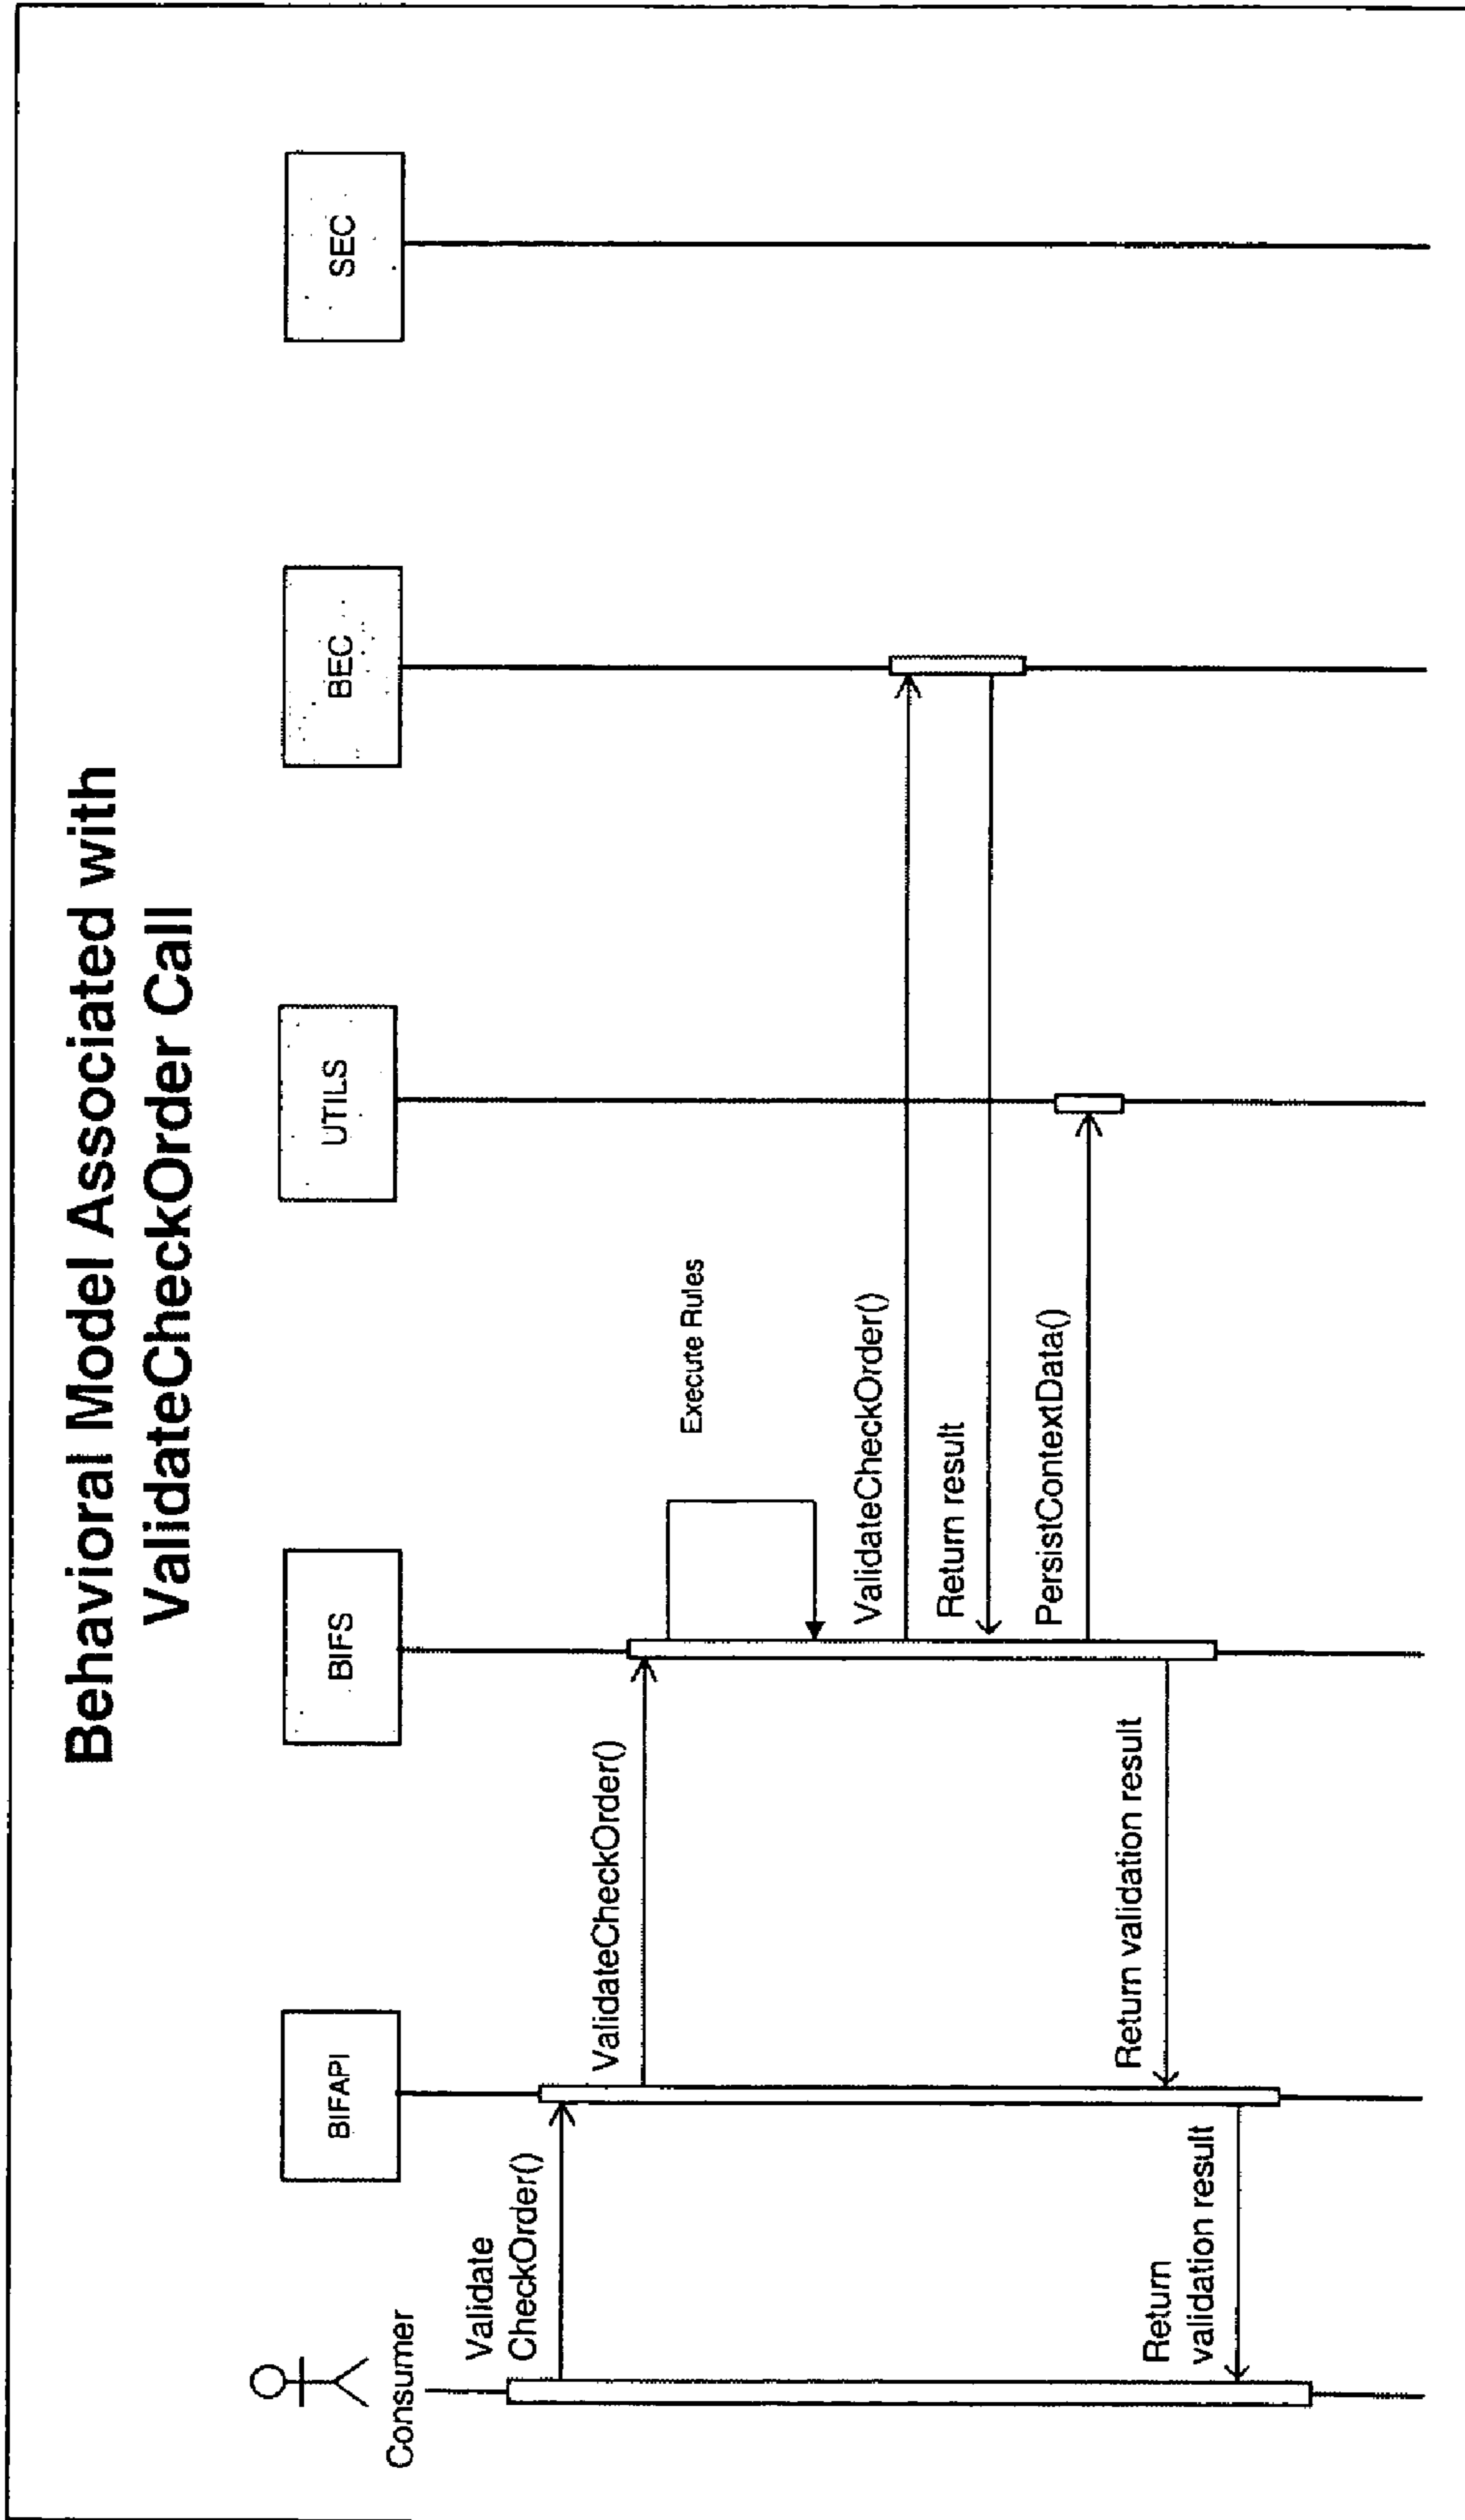 Behavioral Model Associated with
ValidateCheckOrder Call
Consumer
BIFAPI
BIFS
UTILS
BEC
SEC
Validate
CheckOrder()
ValidateCheckOrder()
Execute Rules
ValidateCheckOrder()
Return result
PersistContextData()
Return validation result
Return
validation result